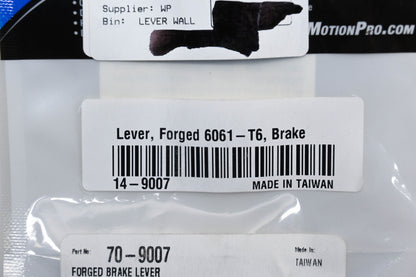 Supplier: WP
Bin: LEVER WALL
MOTIONPRO.COM
Lever, Forged 6061-T6, Brake
14-9007 MADE IN TAIWAN
Part No: 70-9007 Made In:
TAIWAN
FORGED BRAKE LEVER